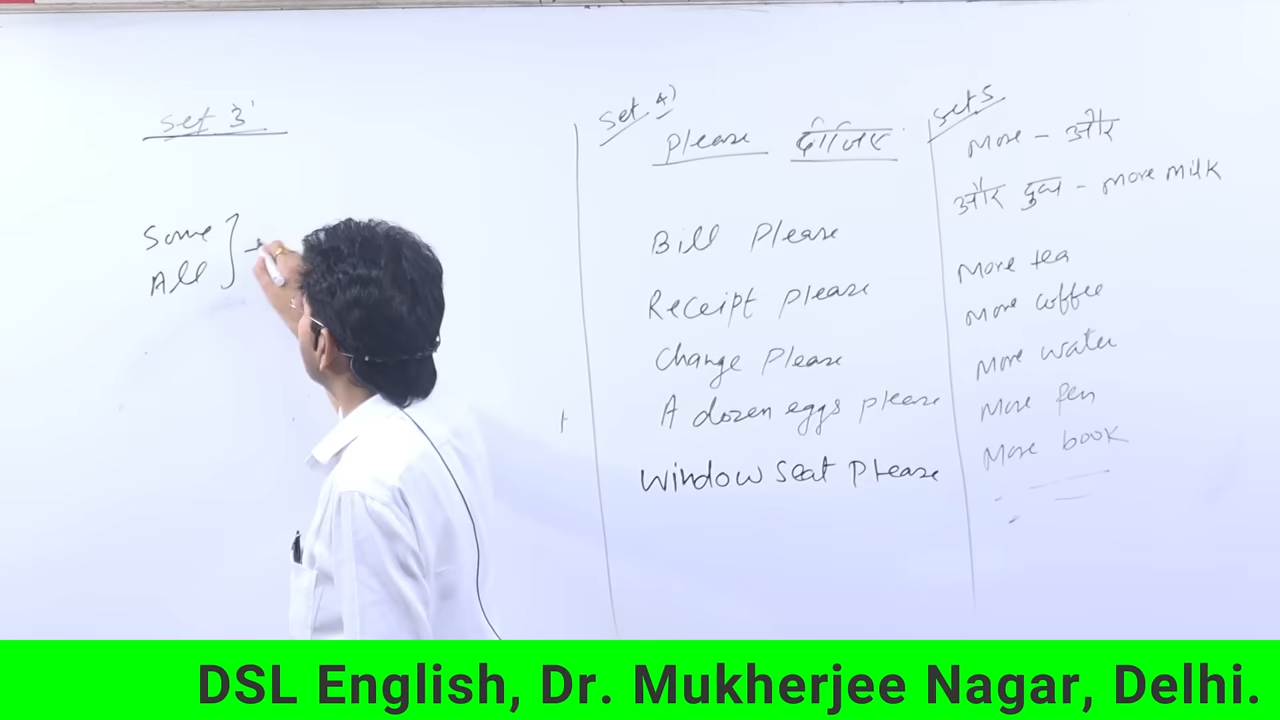 Set 3
Some
All
Set 4)
Please दीजिए
Bill Please
Receipt please
Change Please
A dozen eggs please
Window seat Please
Set 5
More - और
और दूध - More Milk
More tea
More coffee
More water
More pen
More book
DSL English, Dr. Mukherjee Nagar, Delhi.